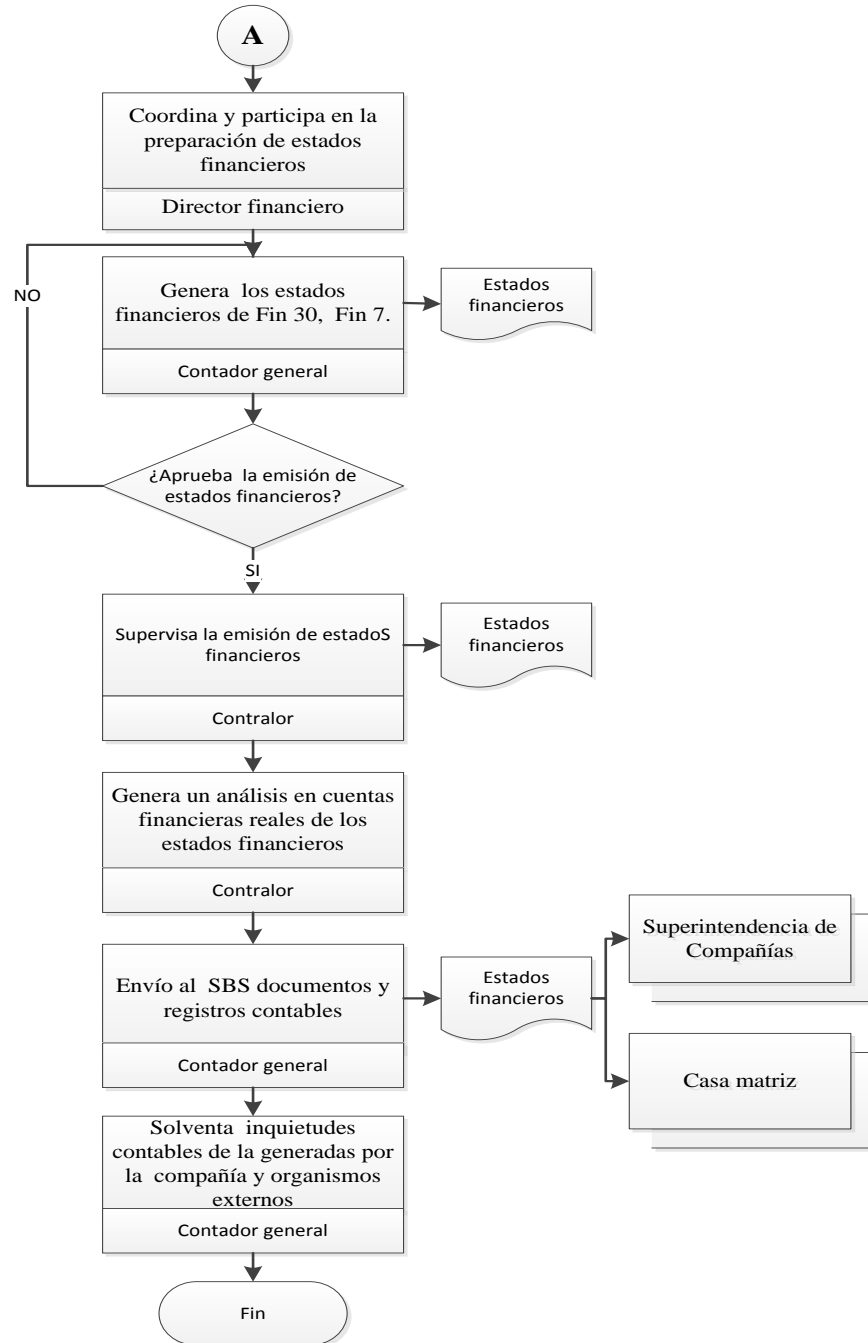 A
Coordina y participa en la
preparación de estados
financieros
Director financiero
NO
Genera los estados
financieros de Fin 30, Fin 7.
Contador general
Estados
financieros
¿Aprueba la emisión de
estados financieros?
SI
Supervisa la emisión de estadoS
financieros
Contralor
Estados
financieros
Genera un análisis en cuentas
financieras reales de los
estados financieros
Contralor
Envío al SBS documentos y
registros contables
Contador general
Estados
financieros
Superintendencia de
Compañías
Casa matriz
Solventa inquietudes
contables de la generadas por
la compañía y organismos
externos
Contador general
Fin